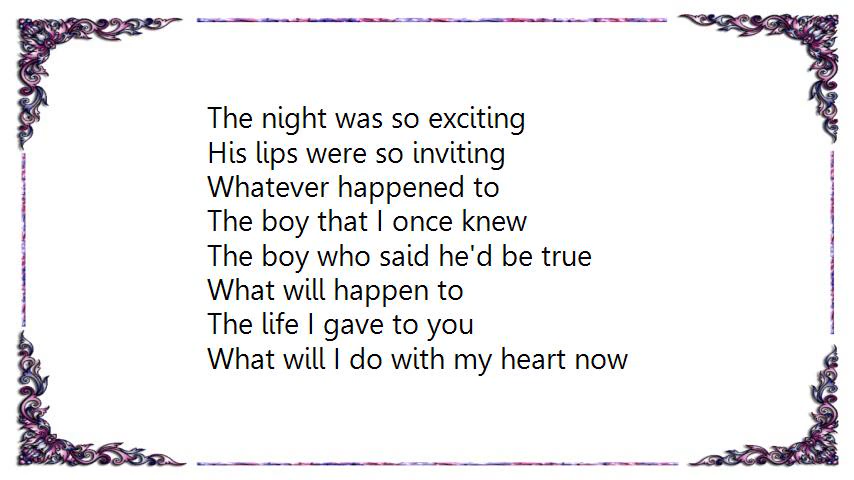 The night was so exciting
His lips were so inviting
Whatever happened to
The boy that I once knew
The boy who said he'd be true
What will happen to
The life I gave to you
What will I do with my heart now